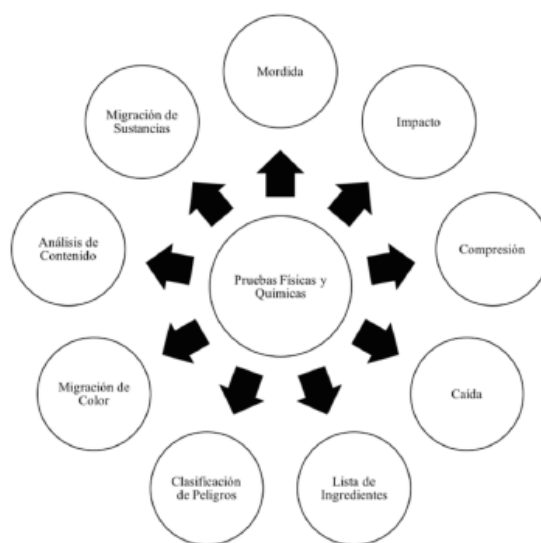 Mordida
Migración de
Sustancias
Impacto
Análisis de
Contenido
Compresión
Pruebas Físicas y
Químicas
Migración de
Color
Caída
Clasificación
de Peligros
Lista de
Ingredientes